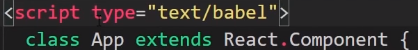 <script type="text/babel">
class App extends React.Component {